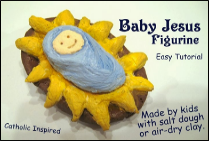 Baby Jesus
Figurine
Easy Tutorial
Made by kids
with salt dough
or air-dry clay.
Catholic Inspired